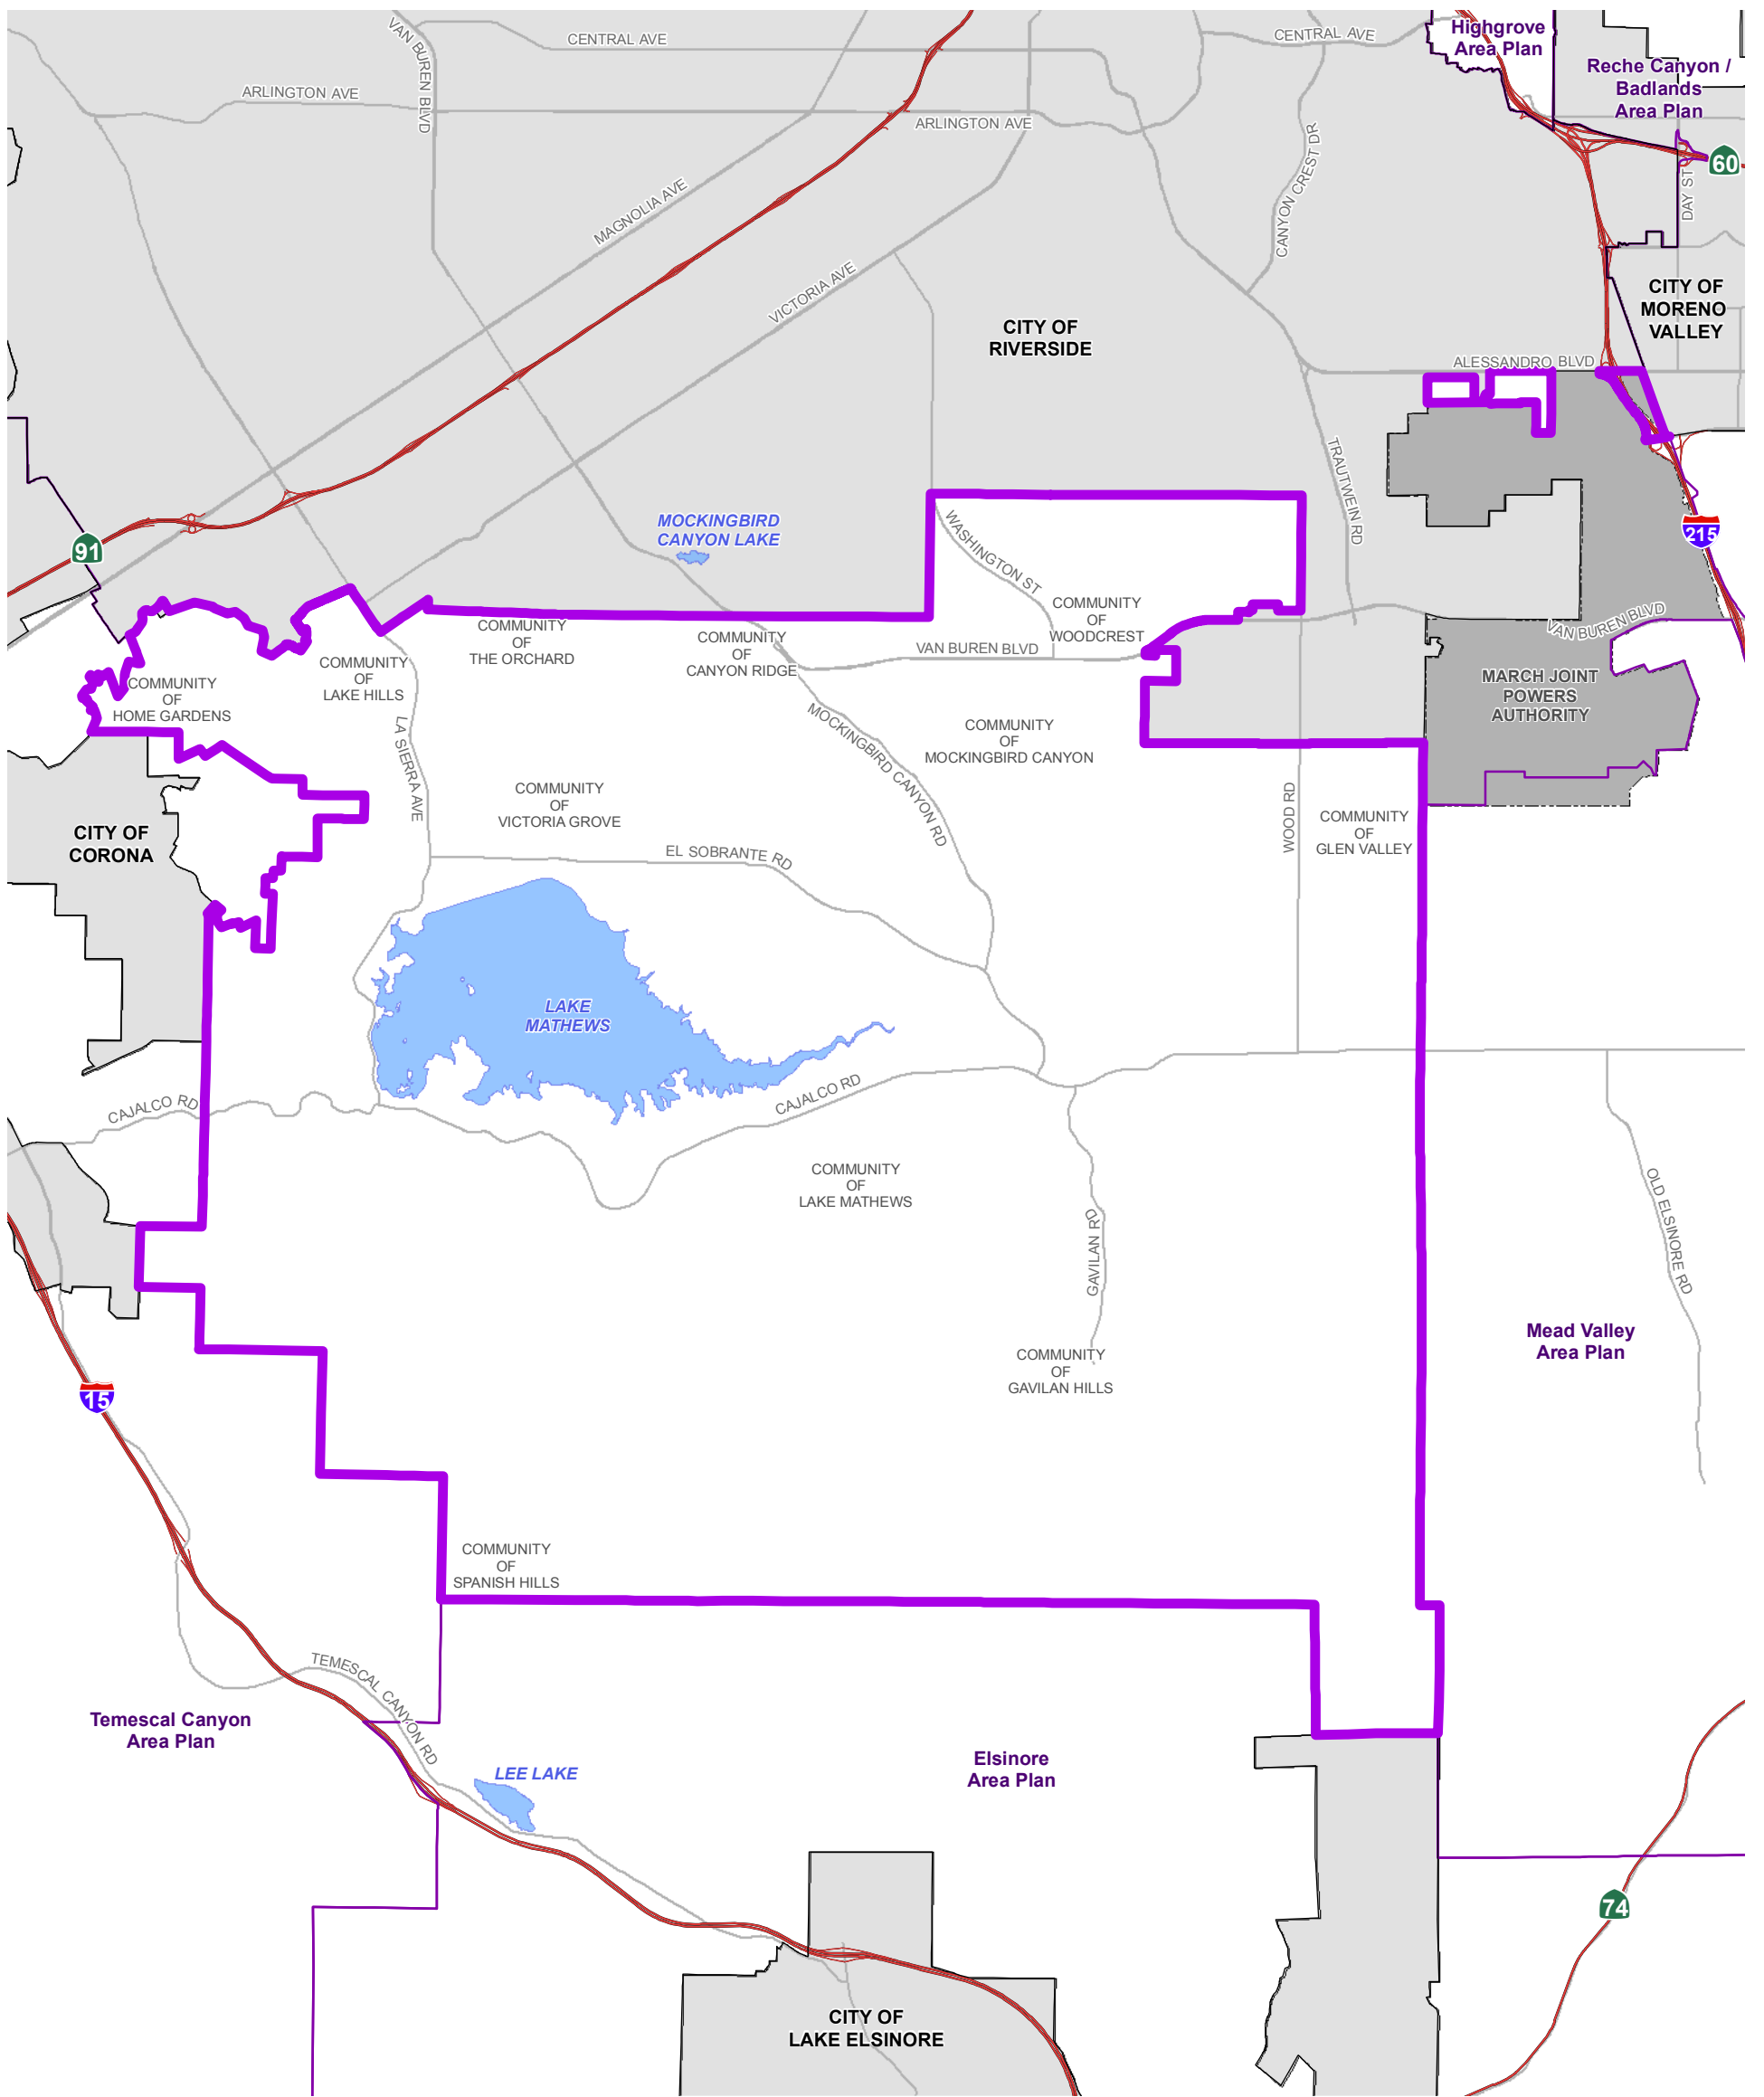 VAN BUREN BLVD
CENTRAL AVE
CENTRAL AVE
Highgrove
Area Plan
Reche Canyon /
Badlands
Area Plan
ARLINGTON AVE
ARLINGTON AVE
60
CANYON CREST DR
DAY ST
MAGNOLIA AVE
VICTORIA AVE
CITY OF
RIVERSIDE
CITY OF
MORENO
VALLEY
ALESSANDRO BLVD
TRAUTWEIN RD
91
MOCKINGBIRD
CANYON LAKE
WASHINGTON ST
215
COMMUNITY
OF
WOODCREST
VAN BUREN BLVD
COMMUNITY
OF
THE ORCHARD
COMMUNITY
OF
CANYON RIDGE
VAN BUREN BLVD
COMMUNITY
OF
LAKE HILLS
COMMUNITY
OF
HOME GARDENS
MARCH JOINT
POWERS
AUTHORITY
LA SIERRA AVE
MOCKINGBIRD CANYON RD
COMMUNITY
OF
MOCKINGBIRD CANYON
COMMUNITY
OF
VICTORIA GROVE
WOOD RD
COMMUNITY
OF
GLEN VALLEY
CITY OF
CORONA
EL SOBRANTE RD
LAKE
MATHEWS
CAJALCO RD
CAJALCO RD
COMMUNITY
OF
LAKE MATHEWS
GAVILAN RD
OLD ELSINORE RD
Mead Valley
Area Plan
COMMUNITY
OF
GAVILAN HILLS
15
COMMUNITY
OF
SPANISH HILLS
TEMESCAL CANYON RD
Temescal Canyon
Area Plan
LEE LAKE
Elsinore
Area Plan
74
CITY OF
LAKE ELSINORE